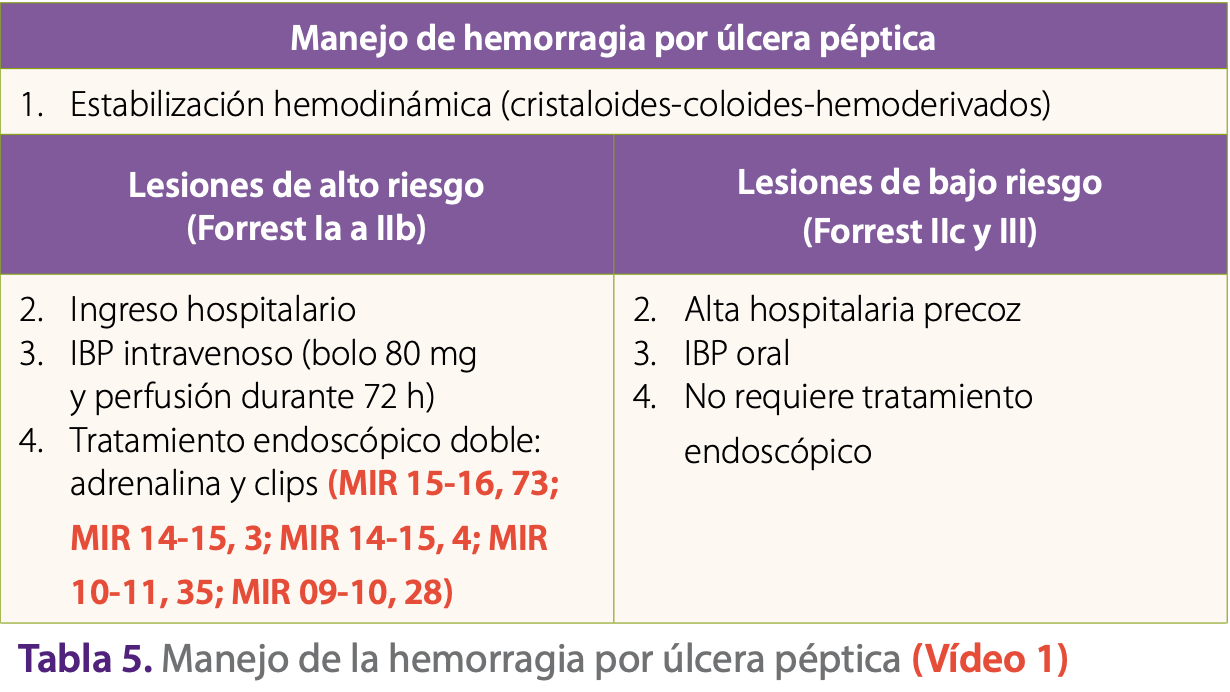 Manejo de hemorragia por úlcera péptica
1. Estabilización hemodinámica (cristaloides-coloides-hemoderivados)
Lesiones de alto riesgo
(Forrest Ia a IIb)
2. Ingreso hospitalario
3. IBP intravenoso (bolo 80 mg
y perfusión durante 72 h)
4. Tratamiento endoscópico doble:
adrenalina y clips (MIR 15-16, 73;
MIR 14-15, 3; MIR 14-15, 4; MIR
10-11, 35; MIR 09-10, 28)
Lesiones de bajo riesgo
(Forrest IIc y III)
2. Alta hospitalaria precoz
3. IBP oral
4. No requiere tratamiento
endoscópico
Tabla 5. Manejo de la hemorragia por úlcera péptica (Vídeo 1)